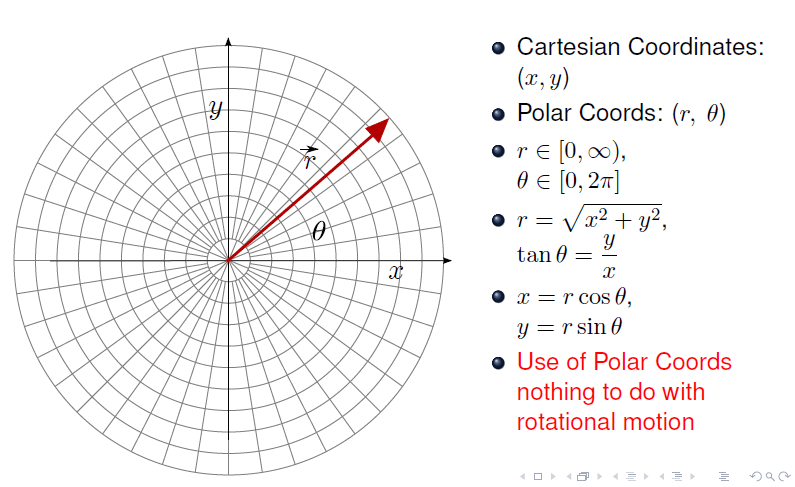 y
r⃗
θ
x
Cartesian Coordinates:
(x, y)
Polar Coords: (r, θ)
r ∈ [0, ∞),
θ ∈ [0, 2π]
r = √(x² + y²),
tan θ = y/x
x = r cos θ,
y = r sin θ
Use of Polar Coords
nothing to do with
rotational motion